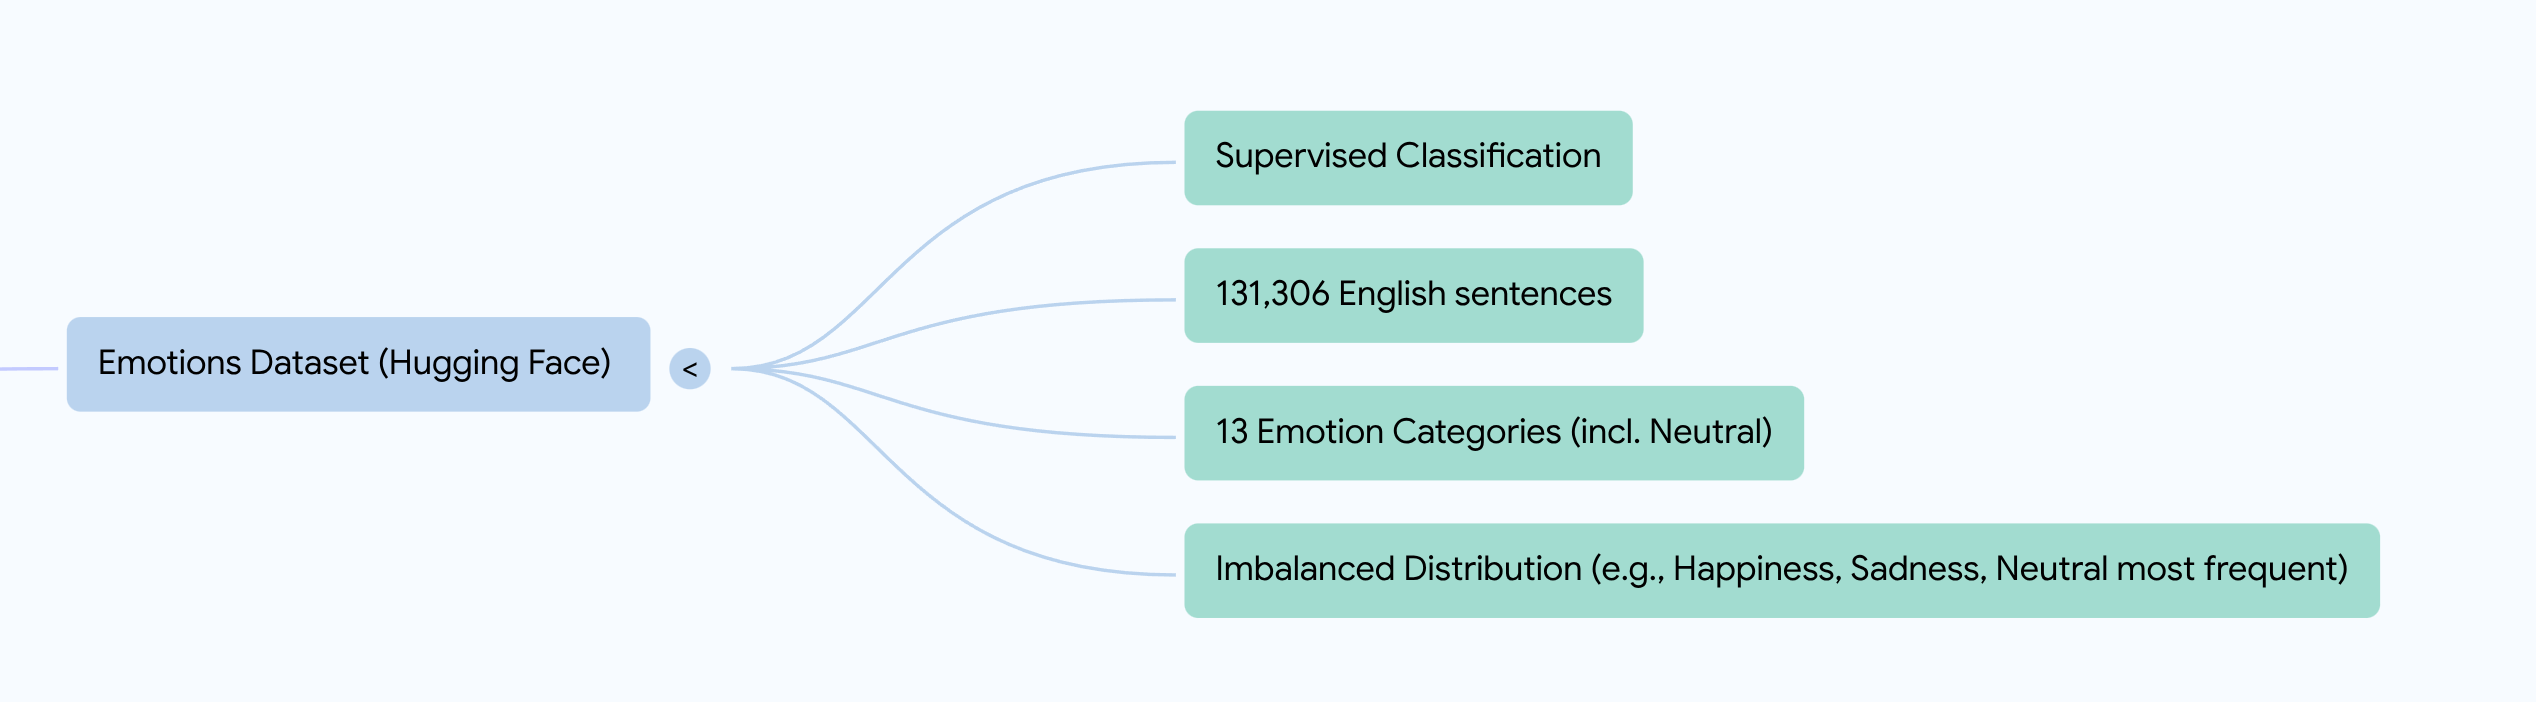 Supervised Classification
131,306 English sentences
Emotions Dataset (Hugging Face)
<
13 Emotion Categories (incl. Neutral)
Imbalanced Distribution (e.g., Happiness, Sadness, Neutral most frequent)